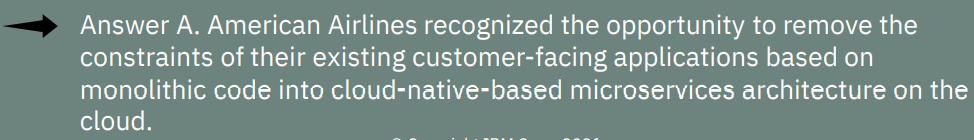 Answer A. American Airlines recognized the opportunity to remove the
constraints of their existing customer-facing applications based on
monolithic code into cloud-native-based microservices architecture on the
cloud.